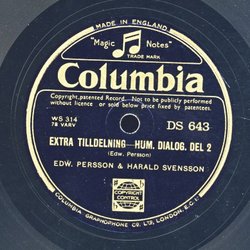 MADE IN ENGLAND.
"Magic Notes"
TRADE MARK
Columbia
Copyright, patented Record. Not to be publicly performed
without licence or sold below price fixed by patentees.
WS 314
78 VARV
DS 643
EXTRA TILLDELNING—HUM. DIALOG. DEL 2
(Edw. Persson)
EDW. PERSSON & HARALD SVENSSON
COPYRIGHT
CONTROL
COLUMBIA GRAPHOPHONE CO. LTD. LONDON, E.C.1